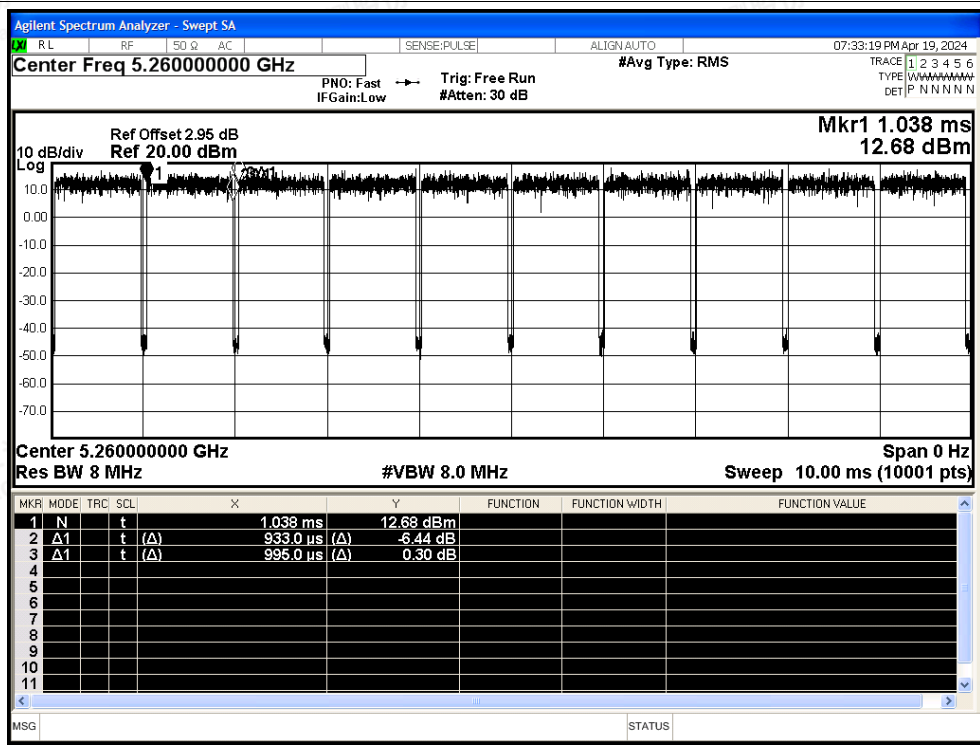 Agilent Spectrum Analyzer - Swept SA
LXI RL RF 50 Ω AC SENSE:PULSE ALIGN AUTO 07:33:19 PM Apr 19, 2024
Center Freq 5.260000000 GHz
PNO: Fast
IFGain:Low
Trig: Free Run
#Atten: 30 dB
#Avg Type: RMS
TRACE 1 2 3 4 5 6
TYPE WWWWWW
DET P N N N N N
Mkr1 1.038 ms
12.68 dBm
Ref Offset 2.95 dB
10 dB/div Ref 20.00 dBm
Log
1
10.0
0.00
-10.0
-20.0
-30.0
-40.0
-50.0
-60.0
-70.0
Center 5.260000000 GHz Span 0 Hz
Res BW 8 MHz #VBW 8.0 MHz Sweep 10.00 ms (10001 pts)
MKR MODE TRC SCL X Y FUNCTION FUNCTION WIDTH FUNCTION VALUE
1 N t 1.038 ms 12.68 dBm
2 Δ1 t (Δ) 933.0 µs (Δ) -6.44 dB
3 Δ1 t (Δ) 995.0 µs (Δ) 0.30 dB
4
5
6
7
8
9
10
11
MSG STATUS